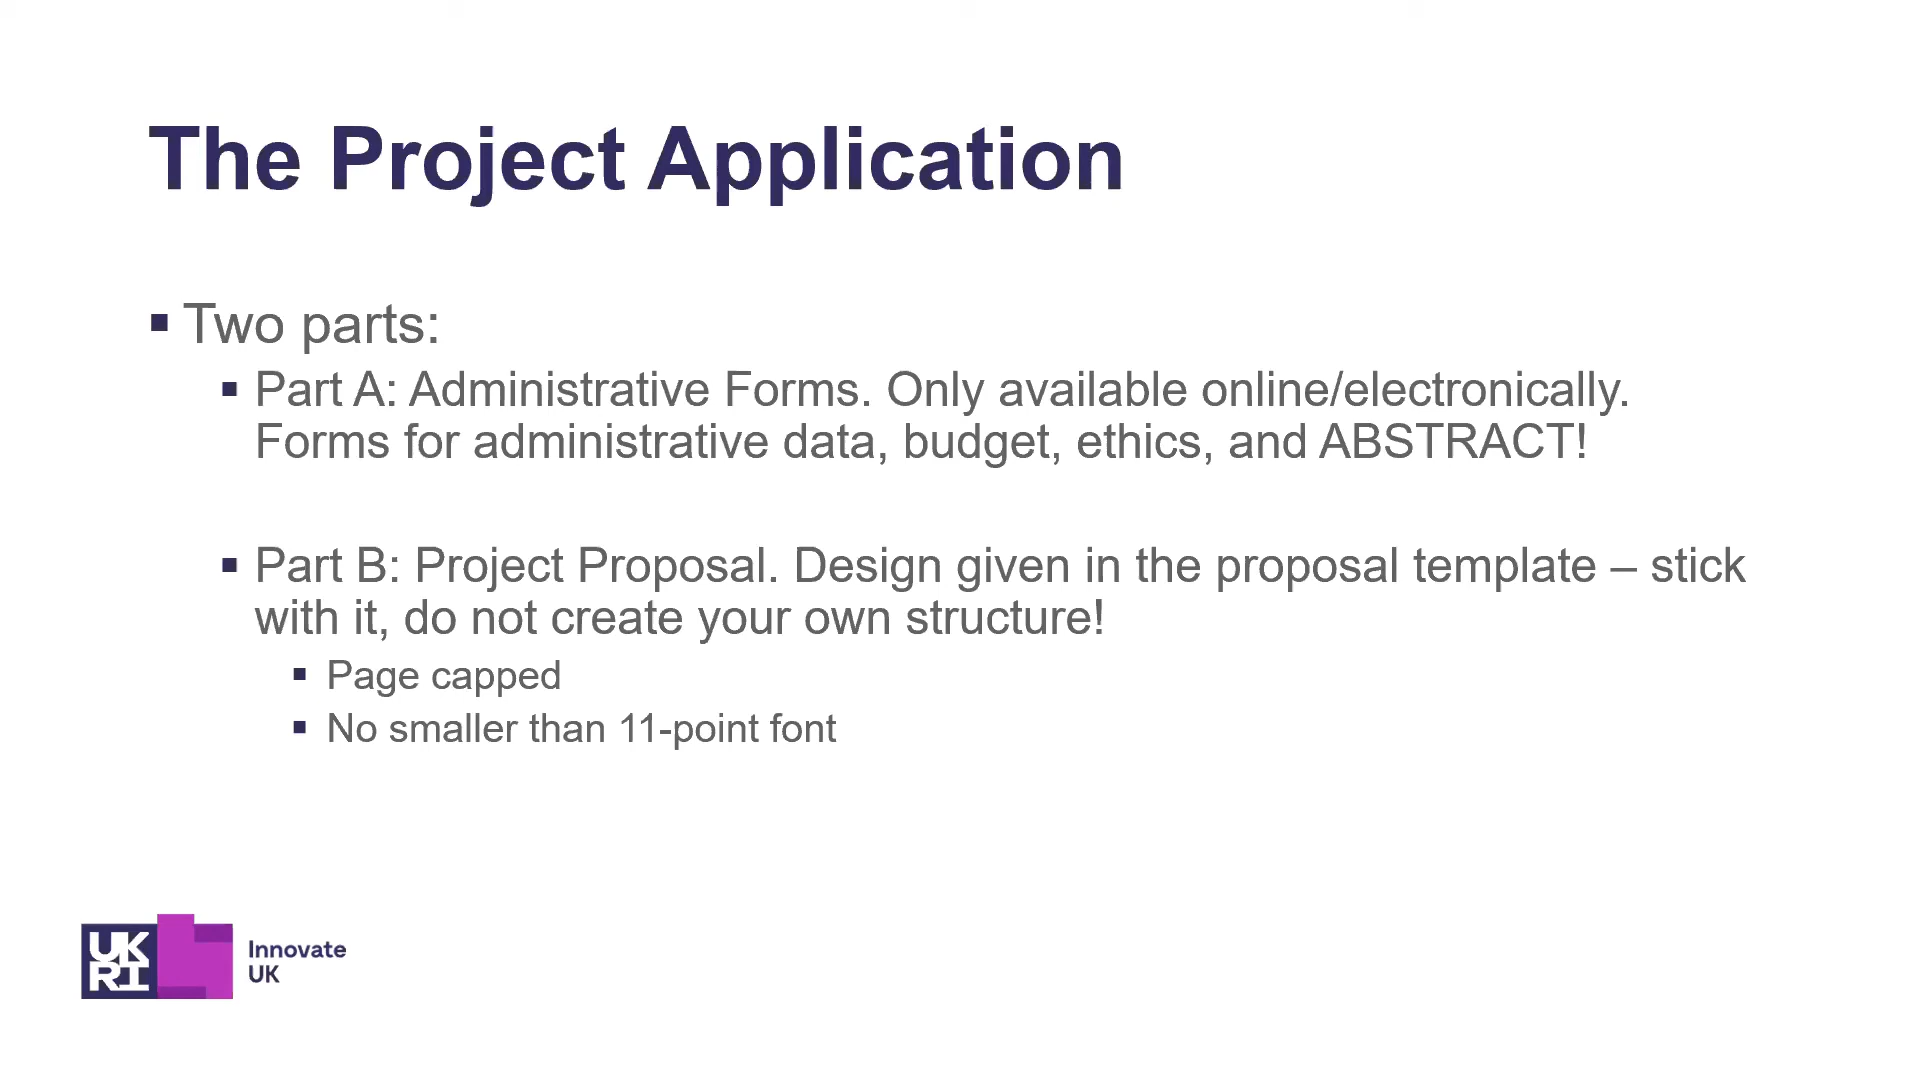 The Project Application
Two parts:
Part A: Administrative Forms. Only available online/electronically.
Forms for administrative data, budget, ethics, and ABSTRACT!
Part B: Project Proposal. Design given in the proposal template – stick
with it, do not create your own structure!
Page capped
No smaller than 11-point font
UK
RI
Innovate
UK